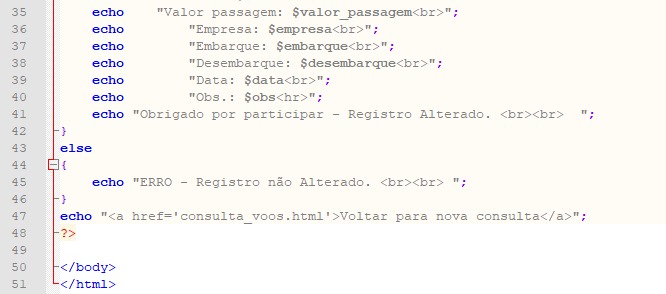 35 echo "Valor passagem: $valor_passagem<br>";
36 echo "Empresa: $empresa<br>";
37 echo "Embarque: $embarque<br>";
38 echo "Desembarque: $desembarque<br>";
39 echo "Data: $data<br>";
40 echo "Obs.: $obs<hr>";
41 echo "Obrigado por participar - Registro Alterado. <br><br>  ";
42 }
43 else
44 {
45 echo "ERRO - Registro não Alterado. <br><br> ";
46 }
47 echo "<a href='consulta_voos.html'>Voltar para nova consulta</a>";
48 ?>
49
50 </body>
51 </html>